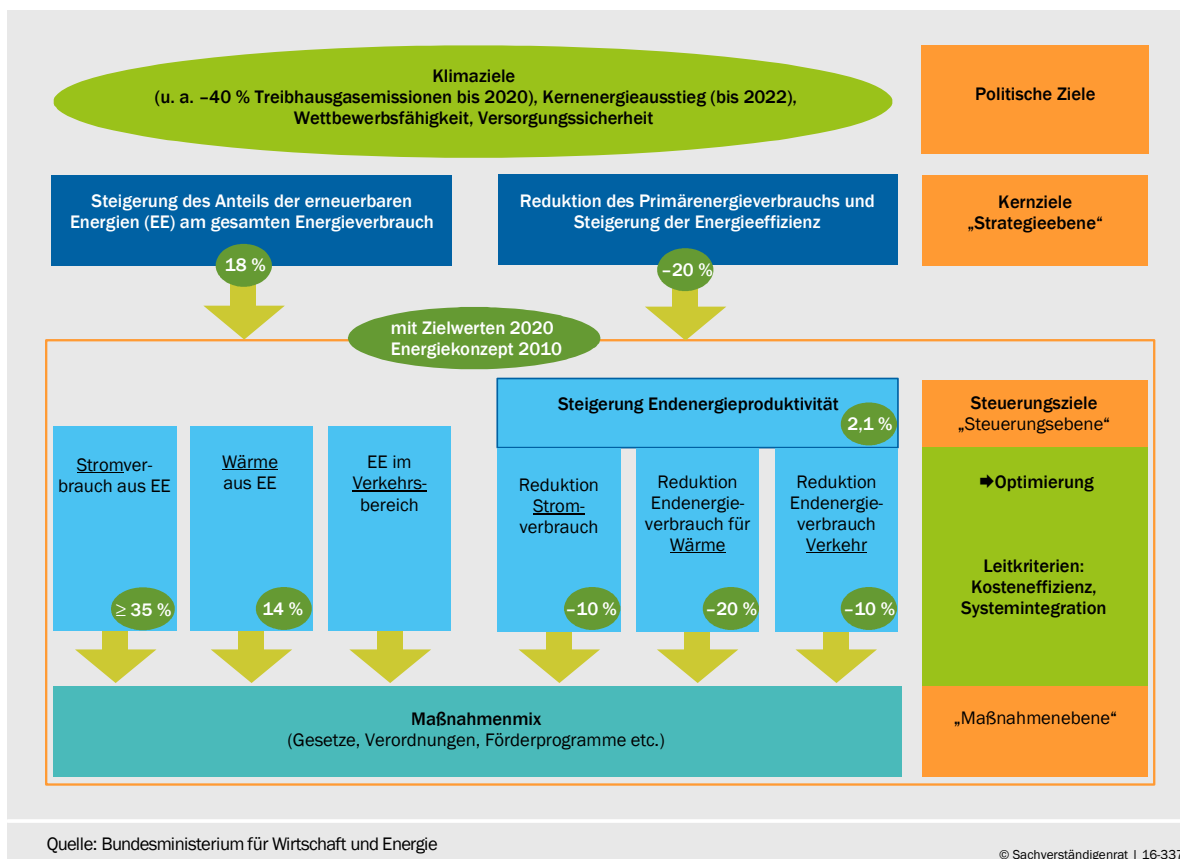 Klimaziele
(u. a. –40 % Treibhausgasemissionen bis 2020), Kernenergieausstieg (bis 2022),
Wettbewerbsfähigkeit, Versorgungssicherheit
Politische Ziele
Steigerung des Anteils der erneuerbaren
Energien (EE) am gesamten Energieverbrauch
18 %
Reduktion des Primärenergieverbrauchs und
Steigerung der Energieeffizienz
–20 %
Kernziele
„Strategieebene“
mit Zielwerten 2020
Energiekonzept 2010
Steigerung Endenergieproduktivität
2,1 %
Steuerungsziele
„Steuerungsebene“
Stromver-
brauch aus EE
≥ 35 %
Wärme
aus EE
14 %
EE im
Verkehrs-
bereich
Reduktion
Strom-
verbrauch
–10 %
Reduktion
Endenergie-
verbrauch für
Wärme
–20 %
Reduktion
Endenergie-
verbrauch
Verkehr
–10 %
➡Optimierung
Leitkriterien:
Kosteneffizienz,
Systemintegration
Maßnahmenmix
(Gesetze, Verordnungen, Förderprogramme etc.)
„Maßnahmenebene“
Quelle: Bundesministerium für Wirtschaft und Energie
© Sachverständigenrat | 16-337